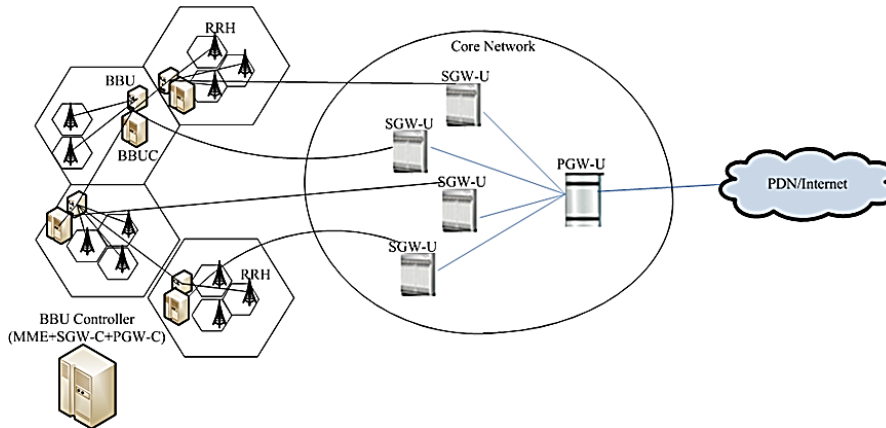 RRH
Core Network
BBU
SGW-U
SGW-U
BBUC
PGW-U
SGW-U
PDN/Internet
SGW-U
RRH
BBU Controller
(MME+SGW-C+PGW-C)